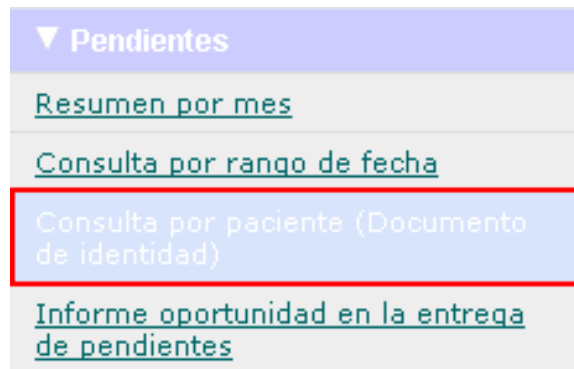 ▼ Pendientes
Resumen por mes
Consulta por rango de fecha
Consulta por paciente (Documento
de identidad)
Informe oportunidad en la entrega
de pendientes